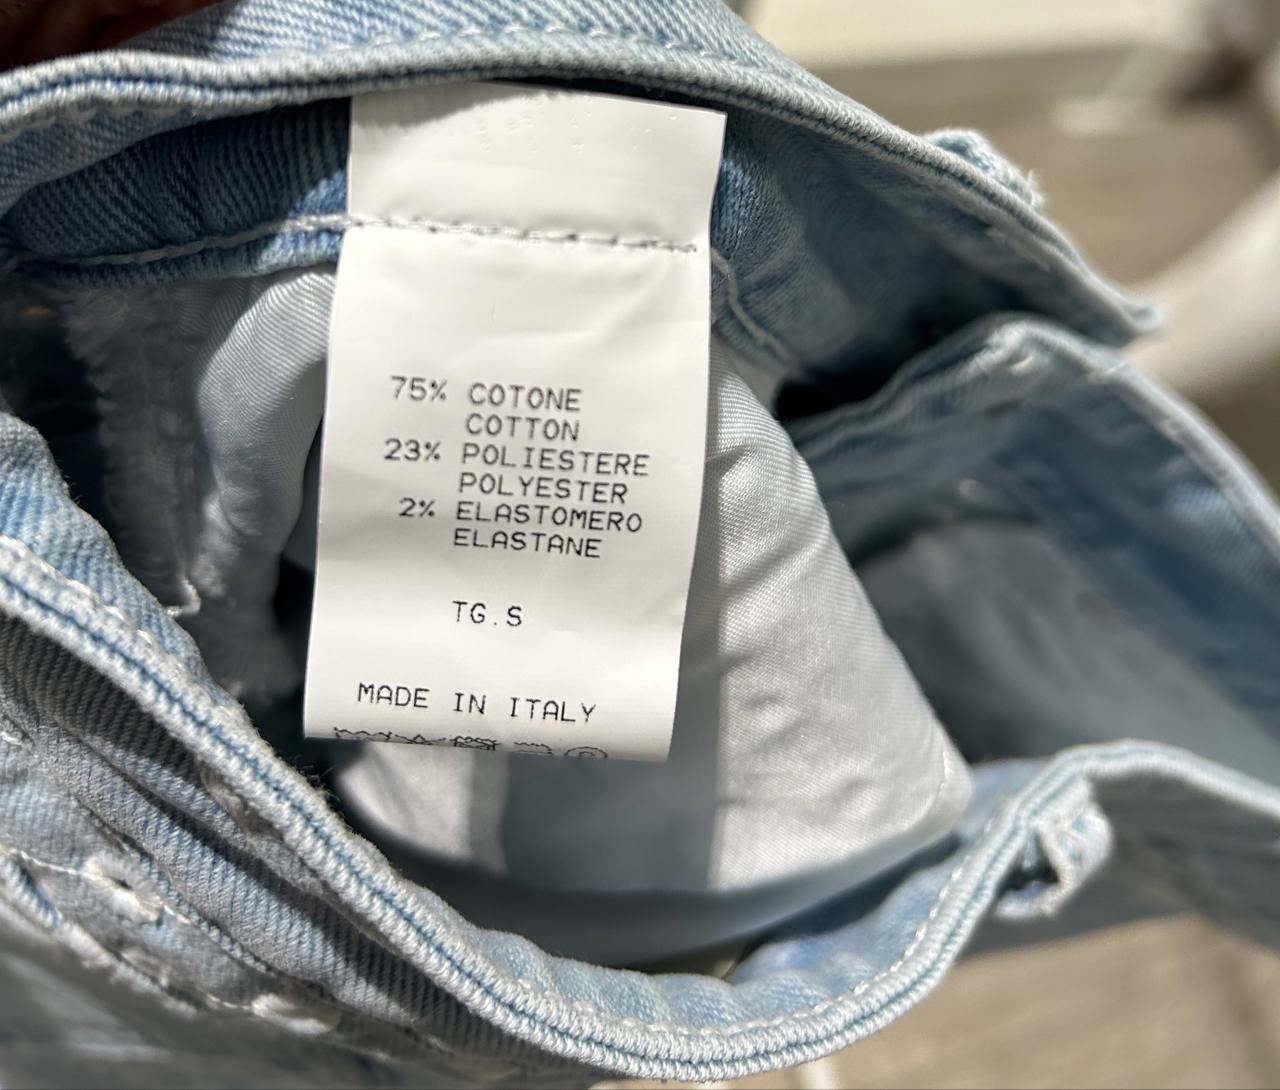 75% COTONE
COTTON
23% POLIESTERE
POLYESTER
2% ELASTOMERO
ELASTANE
TG.S
MADE IN ITALY